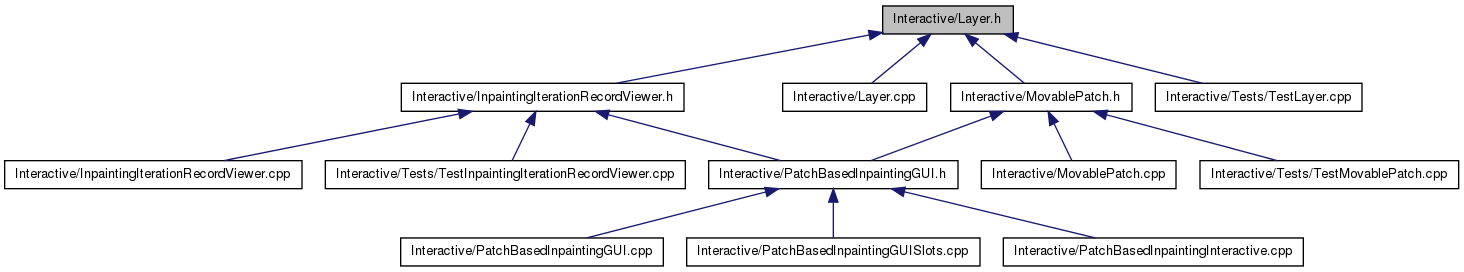 Interactive/Layer.h
Interactive/InpaintingIterationRecordViewer.h
Interactive/Layer.cpp
Interactive/MovablePatch.h
Interactive/Tests/TestLayer.cpp
Interactive/InpaintingIterationRecordViewer.cpp
Interactive/Tests/TestInpaintingIterationRecordViewer.cpp
Interactive/PatchBasedInpaintingGUI.h
Interactive/MovablePatch.cpp
Interactive/Tests/TestMovablePatch.cpp
Interactive/PatchBasedInpaintingGUI.cpp
Interactive/PatchBasedInpaintingGUISlots.cpp
Interactive/PatchBasedInpaintingInteractive.cpp